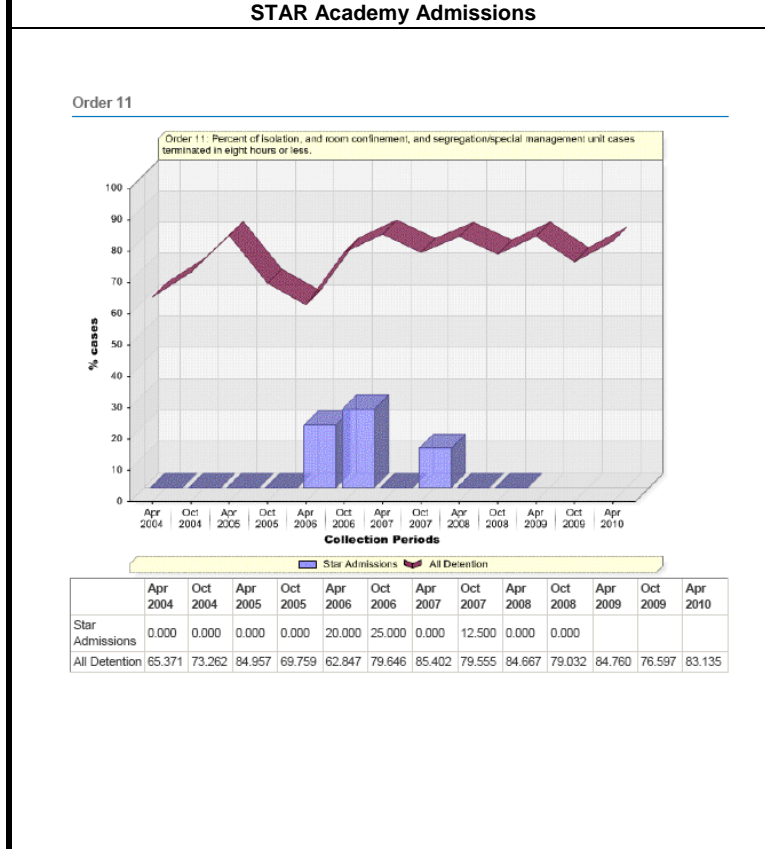 STAR Academy Admissions
Order 11
Order 11: Percent of isolation, and room confinement, and segregation/special management unit cases
terminated in eight hours or less.
100
90
80
70
60
50
40
30
20
10
0
% cases
Apr 2004 Oct 2004 Apr 2005 Oct 2005 Apr 2006 Oct 2006 Apr 2007 Oct 2007 Apr 2008 Oct 2008 Apr 2009 Oct 2009 Apr 2010
Collection Periods
Star Admissions All Detention
Apr 2004 Oct 2004 Apr 2005 Oct 2005 Apr 2006 Oct 2006 Apr 2007 Oct 2007 Apr 2008 Oct 2008 Apr 2009 Oct 2009 Apr 2010
Star Admissions 0.000 0.000 0.000 0.000 20.000 25.000 0.000 12.500 0.000 0.000
All Detention 65.371 73.262 84.957 69.759 62.847 79.646 85.402 79.555 84.667 79.032 84.760 76.597 83.135